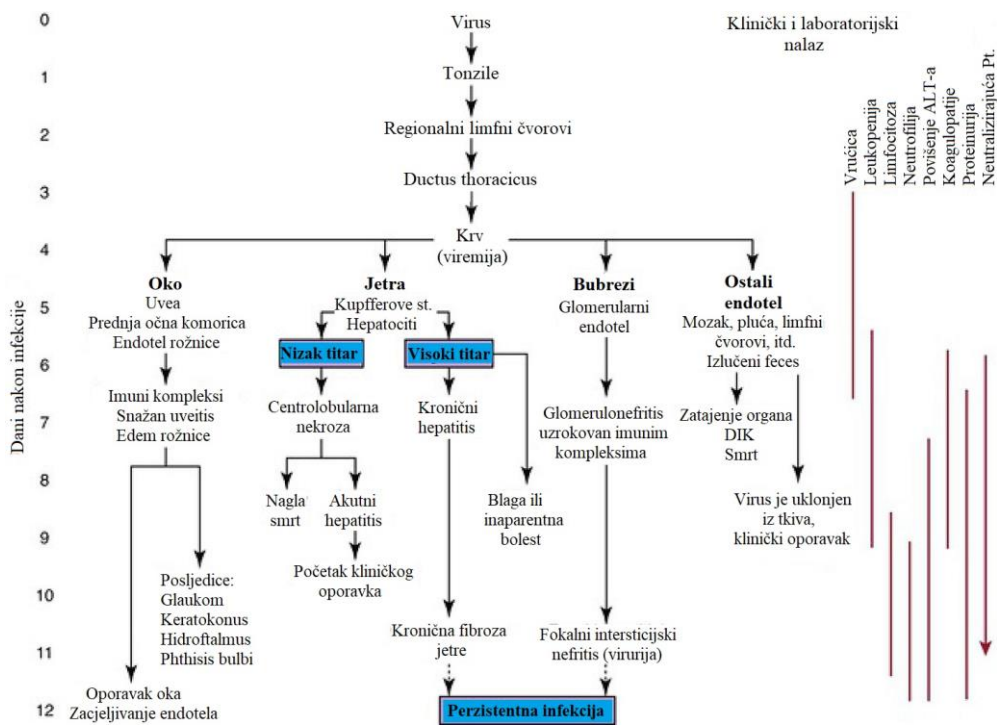 0
1
2
3
4
5
6
7
8
9
10
11
12
Dani nakon infekcije
Virus
Tonzile
Regionalni limfni čvorovi
Ductus thoracicus
Krv
(viremija)
Oko
Uvea
Prednja očna komorica
Endotel rožnice
Imuni kompleksi
Snažan uveitis
Edem rožnice
Posljedice:
Glaukom
Keratokonus
Hidroftalmus
Phthisis bulbi
Oporavak oka
Zacjeljivanje endotela
Jetra
Kupfferove st.
Hepatociti
Nizak titar
Visoki titar
Centrolobularna
nekroza
Nagla
smrt
Akutni
hepatitis
Početak kliničkog
oporavka
Kronični
hepatitis
Blaga ili
inaparentna
bolest
Kronična fibroza
jetre
Bubrezi
Glomerularni
endotel
Glomerulonefritis
uzrokovan imunim
kompleksima
Fokalni intersticijski
nefritis (virurija)
Perzistentna infekcija
Ostali
endotel
Mozak, pluća, limfni
čvorovi, itd.
Izlučeni feces
Zatajenje organa
DIK
Smrt
Virus je uklonjen
iz tkiva,
klinički oporavak
Klinički i laboratorijski
nalaz
Vrućica
Leukopenija
Limfocitoza
Neutrofilija
Povišenje ALT-a
Koagulopatije
Proteinurija
Neutralizirajuća Pt.